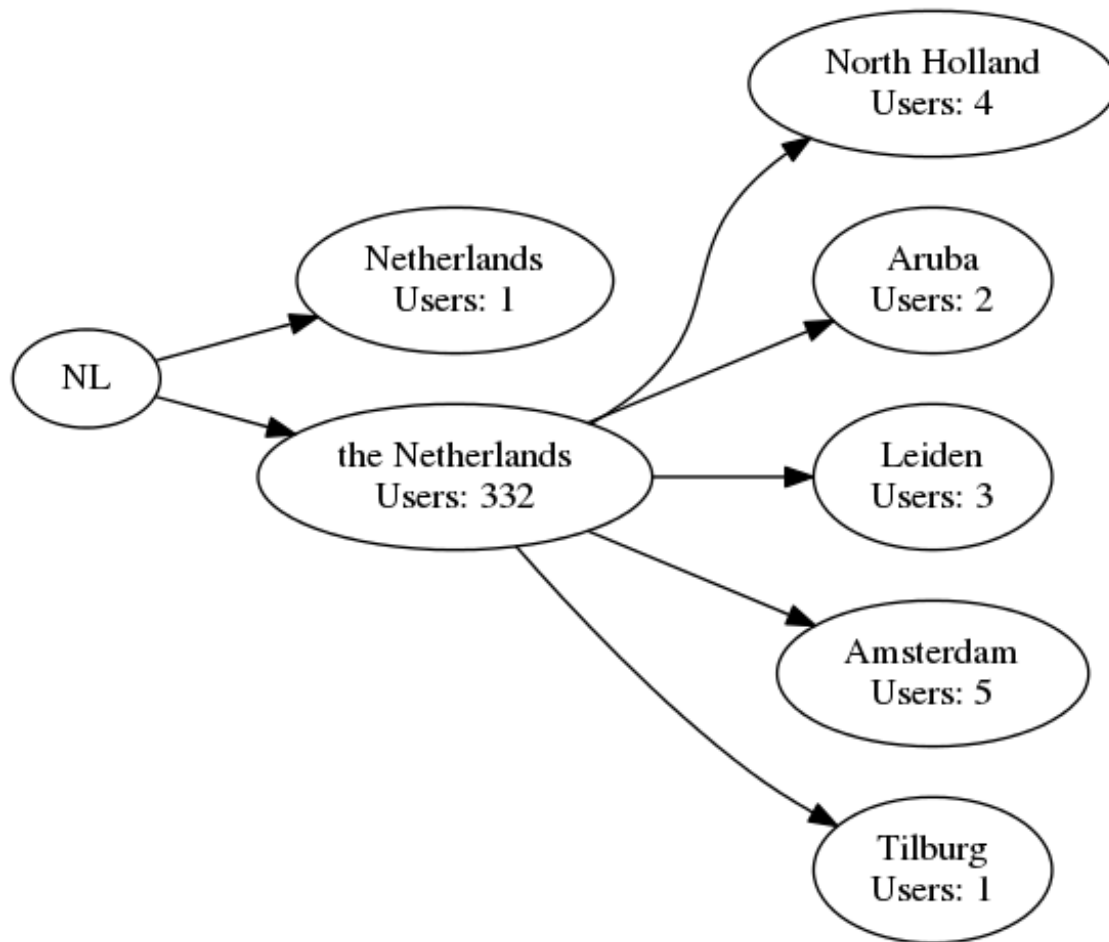 North Holland
Users: 4
Netherlands
Users: 1
Aruba
Users: 2
NL
the Netherlands
Users: 332
Leiden
Users: 3
Amsterdam
Users: 5
Tilburg
Users: 1